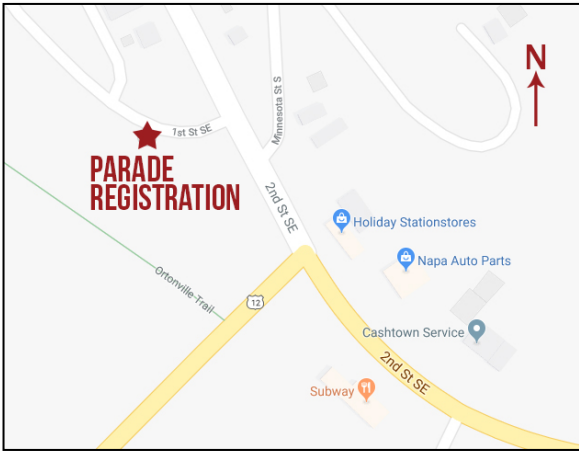 N
1st St SE
Minnesota St S
PARADE
REGISTRATION
2nd St SE
Holiday Stationstores
Napa Auto Parts
Ortonville Trail
12
Cashtown Service
2nd St SE
Subway